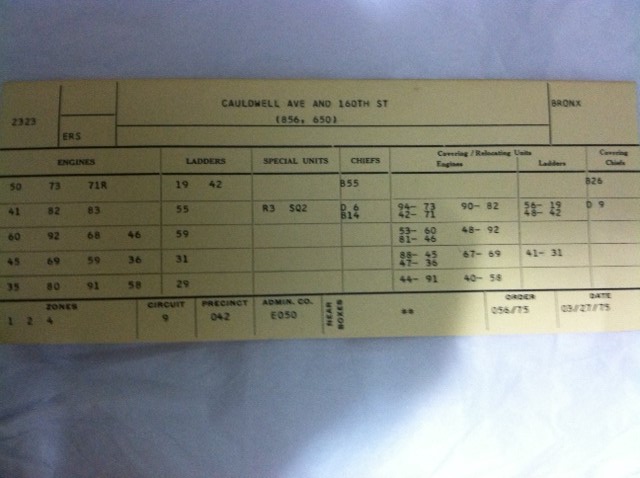 CAULDWELL AVE AND 160TH ST
BRONX
2323
(856, 650)
ERS
ENGINES LADDERS SPECIAL UNITS CHIEFS Covering / Relocating Units Covering
Engines Ladders Chiefs
50 73 71R 19 42 B55 B26
41 82 83 55 R3 SQ2 D 6 94- 73 90- 82 56- 19 D 9
B14 42- 71 48- 42
60 92 68 46 59 53- 60 48- 92
81- 46
45 69 59 36 31 88- 45 67- 69 41- 31
47- 36
35 80 91 58 29 44- 91 40- 58
ZONES CIRCUIT PRECINCT ADMIN. CO. NEAR BOXES ORDER DATE
1 2 4 9 042 E050 ** 056/75 03/27/75